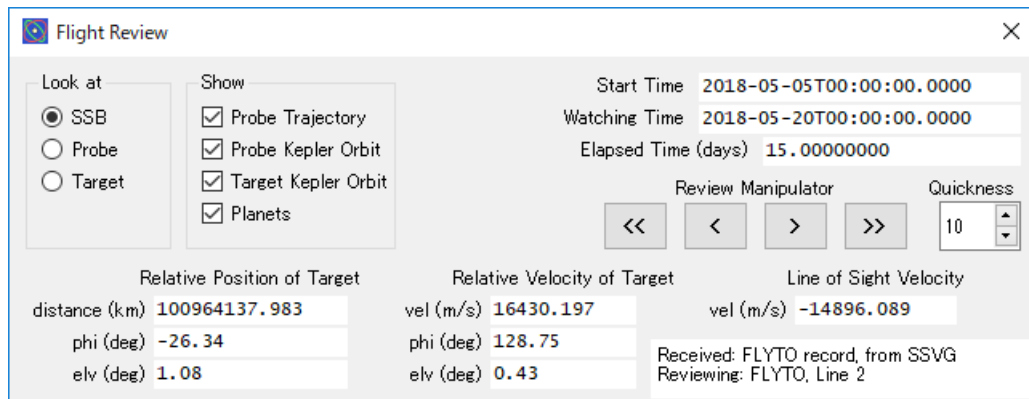 Flight Review
Look at
SSB
Probe
Target
Show
Probe Trajectory
Probe Kepler Orbit
Target Kepler Orbit
Planets
Start Time 2018-05-05T00:00:00.0000
Watching Time 2018-05-20T00:00:00.0000
Elapsed Time (days) 15.00000000
Review Manipulator
<< < > >>
Quickness
10
Relative Position of Target
distance (km) 100964137.983
phi (deg) -26.34
elv (deg) 1.08
Relative Velocity of Target
vel (m/s) 16430.197
phi (deg) 128.75
elv (deg) 0.43
Line of Sight Velocity
vel (m/s) -14896.089
Received: FLYTO record, from SSVG
Reviewing: FLYTO, Line 2